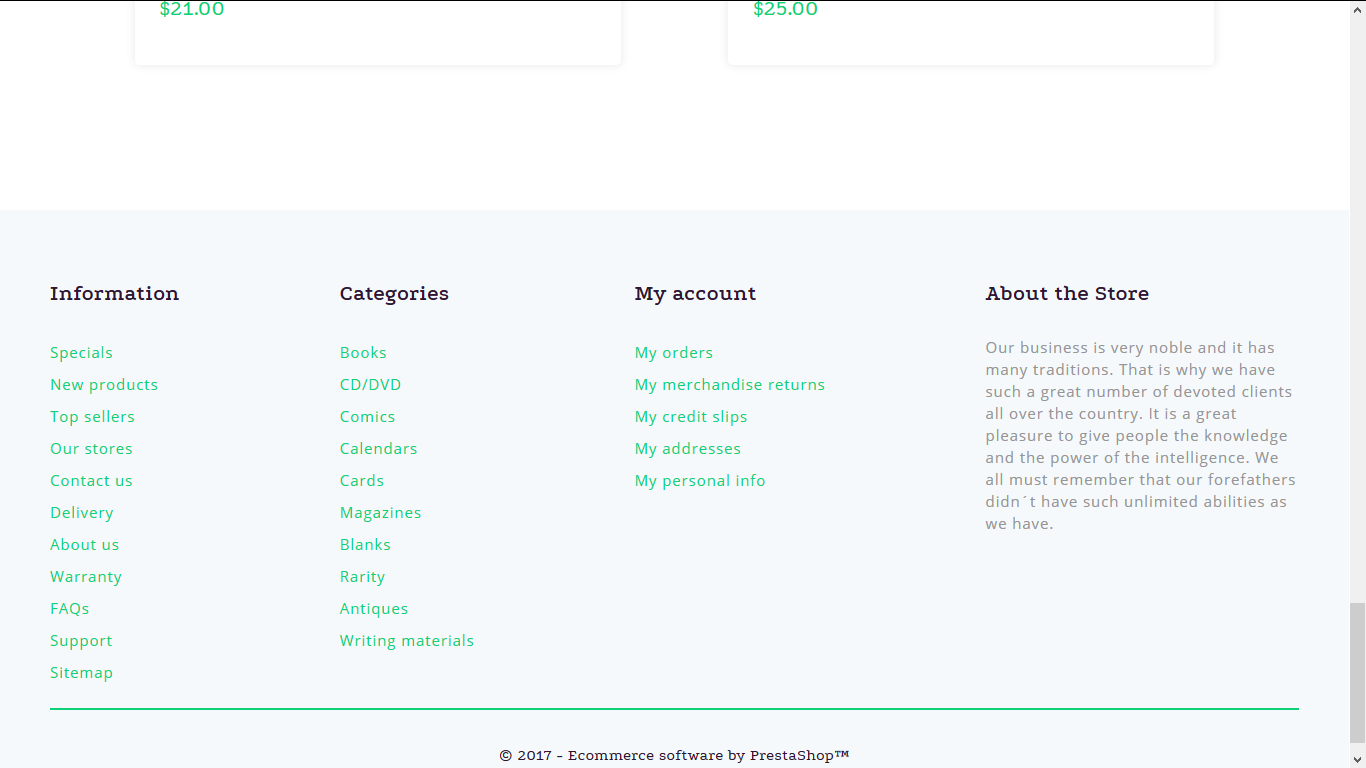 $21.00
$25.00
Information
Specials
New products
Top sellers
Our stores
Contact us
Delivery
About us
Warranty
FAQs
Support
Sitemap
Categories
Books
CD/DVD
Comics
Calendars
Cards
Magazines
Blanks
Rarity
Antiques
Writing materials
My account
My orders
My merchandise returns
My credit slips
My addresses
My personal info
About the Store
Our business is very noble and it has
many traditions. That is why we have
such a great number of devoted clients
all over the country. It is a great
pleasure to give people the knowledge
and the power of the intelligence. We
all must remember that our forefathers
didn´t have such unlimited abilities as
we have.
© 2017 - Ecommerce software by PrestaShop™